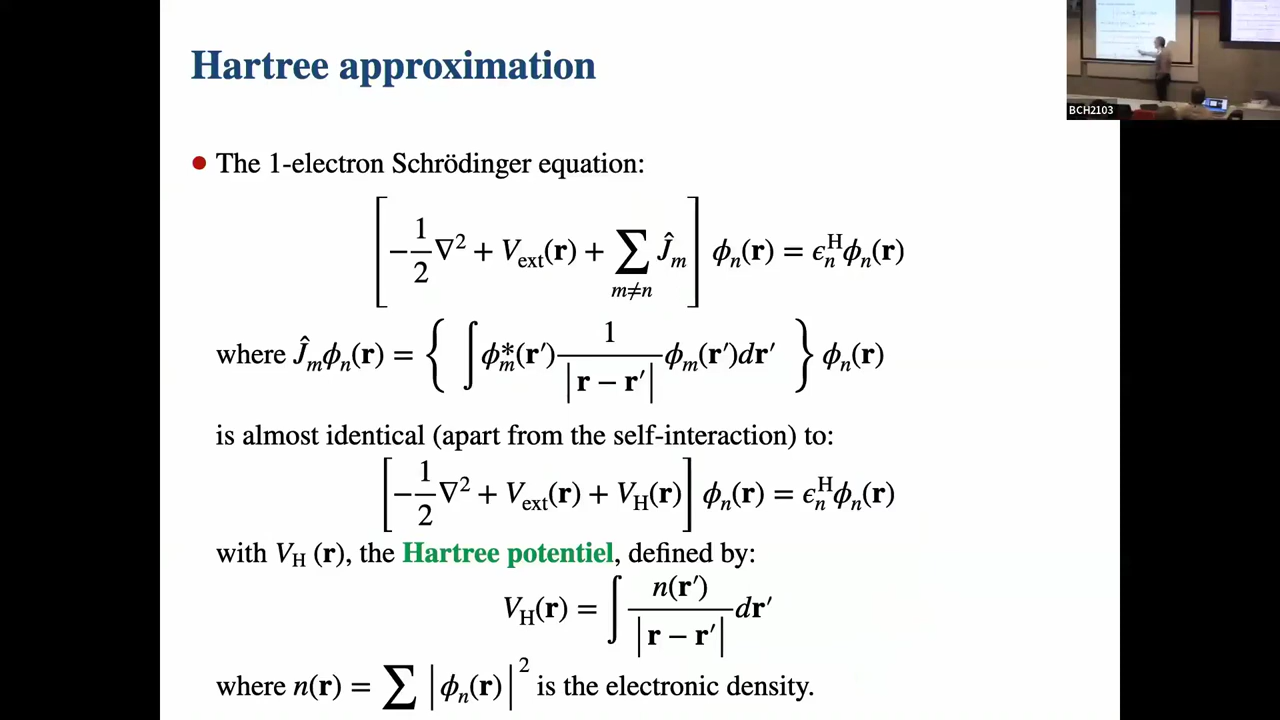 Hartree approximation
BCH2103
• The 1-electron Schrödinger equation:
[−1/2 ∇² + V_ext(r) + ∑_{m≠n} Ĵ_m] ϕ_n(r) = ϵ_n^H ϕ_n(r)
where Ĵ_m ϕ_n(r) = { ∫ ϕ_m*(r′) 1/|r − r′| ϕ_m(r′)dr′ } ϕ_n(r)
is almost identical (apart from the self-interaction) to:
[−1/2 ∇² + V_ext(r) + V_H(r)] ϕ_n(r) = ϵ_n^H ϕ_n(r)
with V_H (r), the Hartree potentiel, defined by:
V_H(r) = ∫ n(r′)/|r − r′| dr′
where n(r) = ∑ |ϕ_n(r)|² is the electronic density.